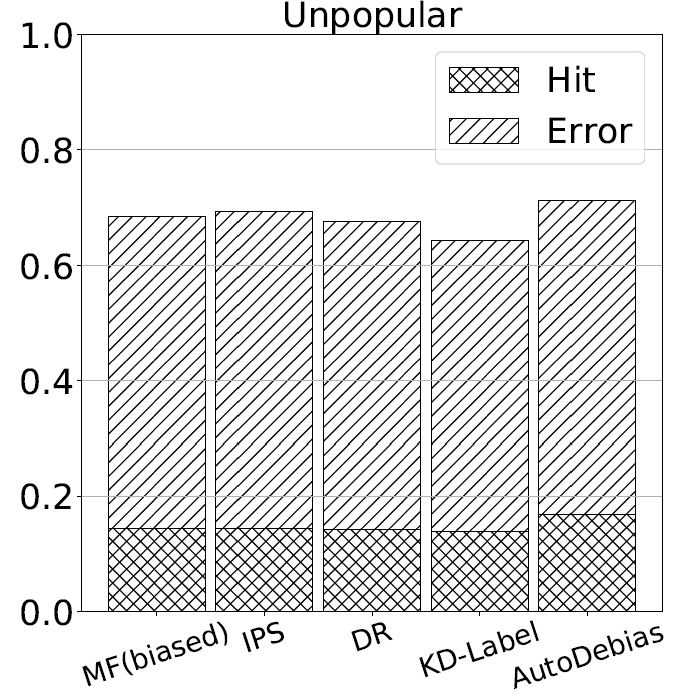 Unpopular
1.0
0.8
0.6
0.4
0.2
0.0
Hit
Error
MF(biased)
IPS
DR
KD-Label
AutoDebias